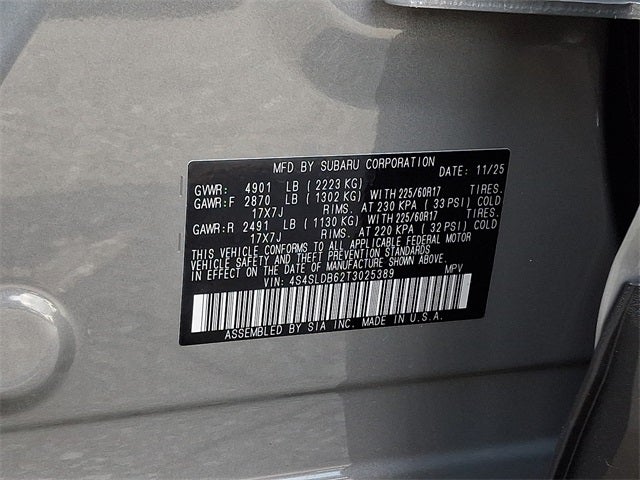 MFD BY SUBARU CORPORATION
DATE: 11/25
GVWR: 4901 LB (2223 KG)
GAWR:F 2870 LB (1302 KG) WITH 225/60R17 TIRES.
17X7J RIMS. AT 230 KPA (33 PSI) COLD
GAWR:R 2491 LB (1130 KG) WITH 225/60R17 TIRES.
17X7J RIMS. AT 220 KPA (32 PSI) COLD
THIS VEHICLE CONFORMS TO ALL APPLICABLE FEDERAL MOTOR
VEHICLE SAFETY AND THEFT PREVENTION STANDARDS
IN EFFECT ON THE DATE OF MANUFACTURE SHOWN ABOVE.
VIN: 4S4SLDB62T3025389 MPV
ASSEMBLED BY SIA INC. MADE IN U.S.A.